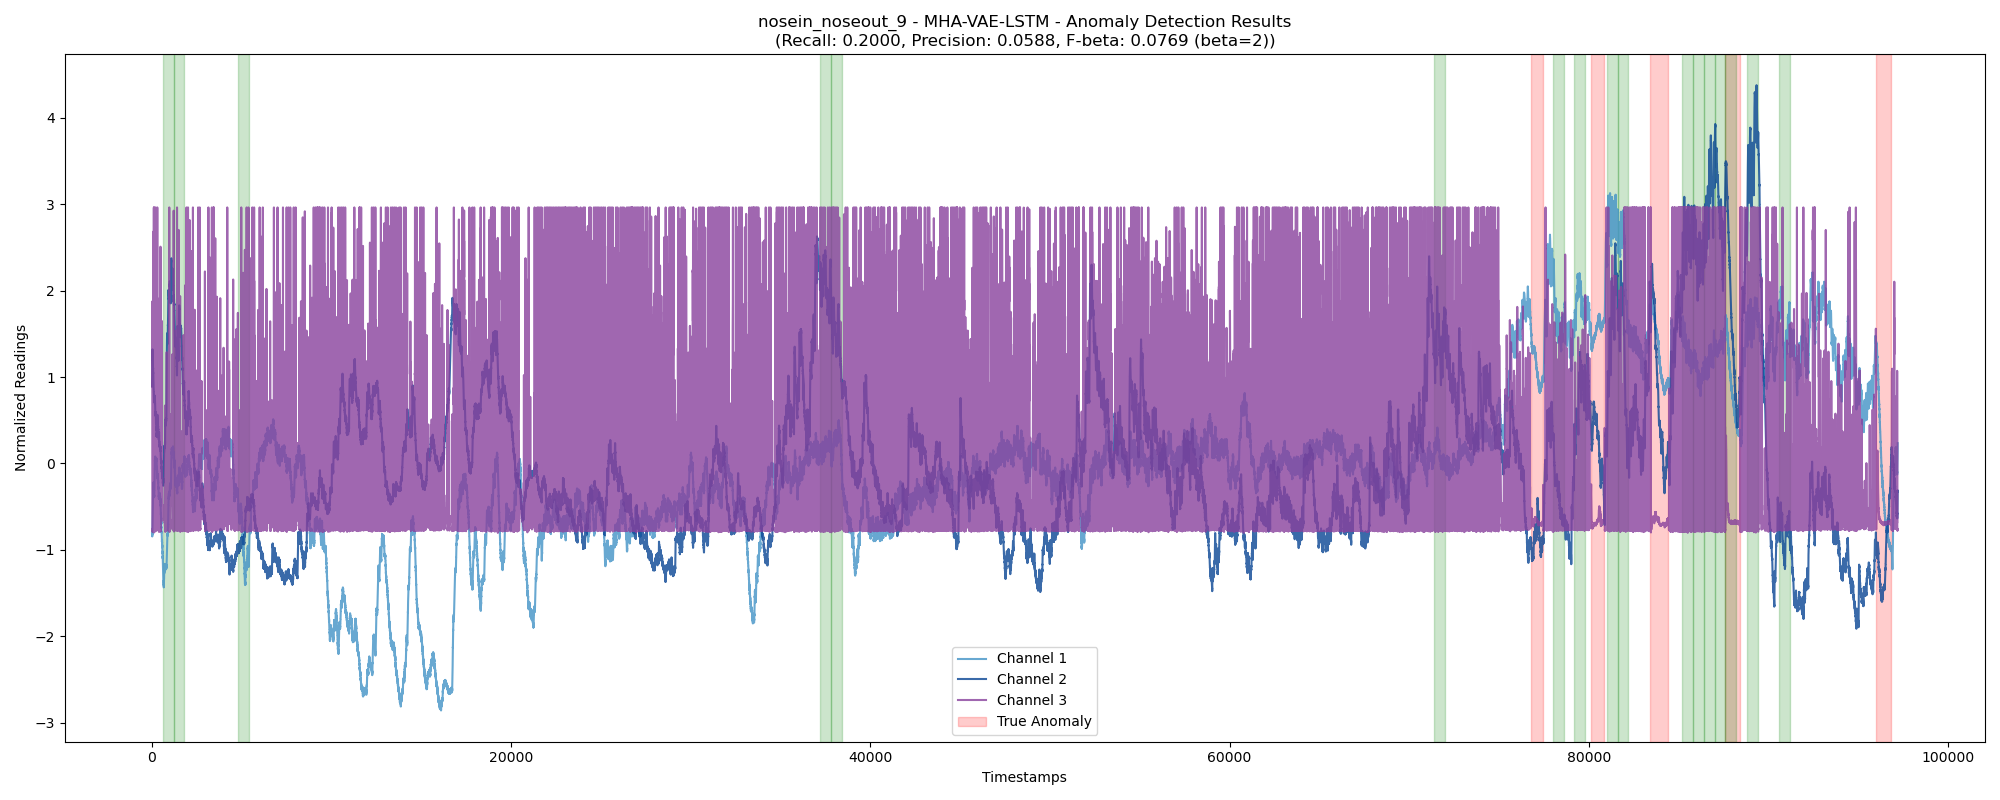 nosein_noseout_9 - MHA-VAE-LSTM - Anomaly Detection Results
(Recall: 0.2000, Precision: 0.0588, F-beta: 0.0769 (beta=2))
Normalized Readings
4
3
2
1
0
−1
−2
−3
Channel 1
Channel 2
Channel 3
True Anomaly
0
20000
40000
60000
80000
100000
Timestamps